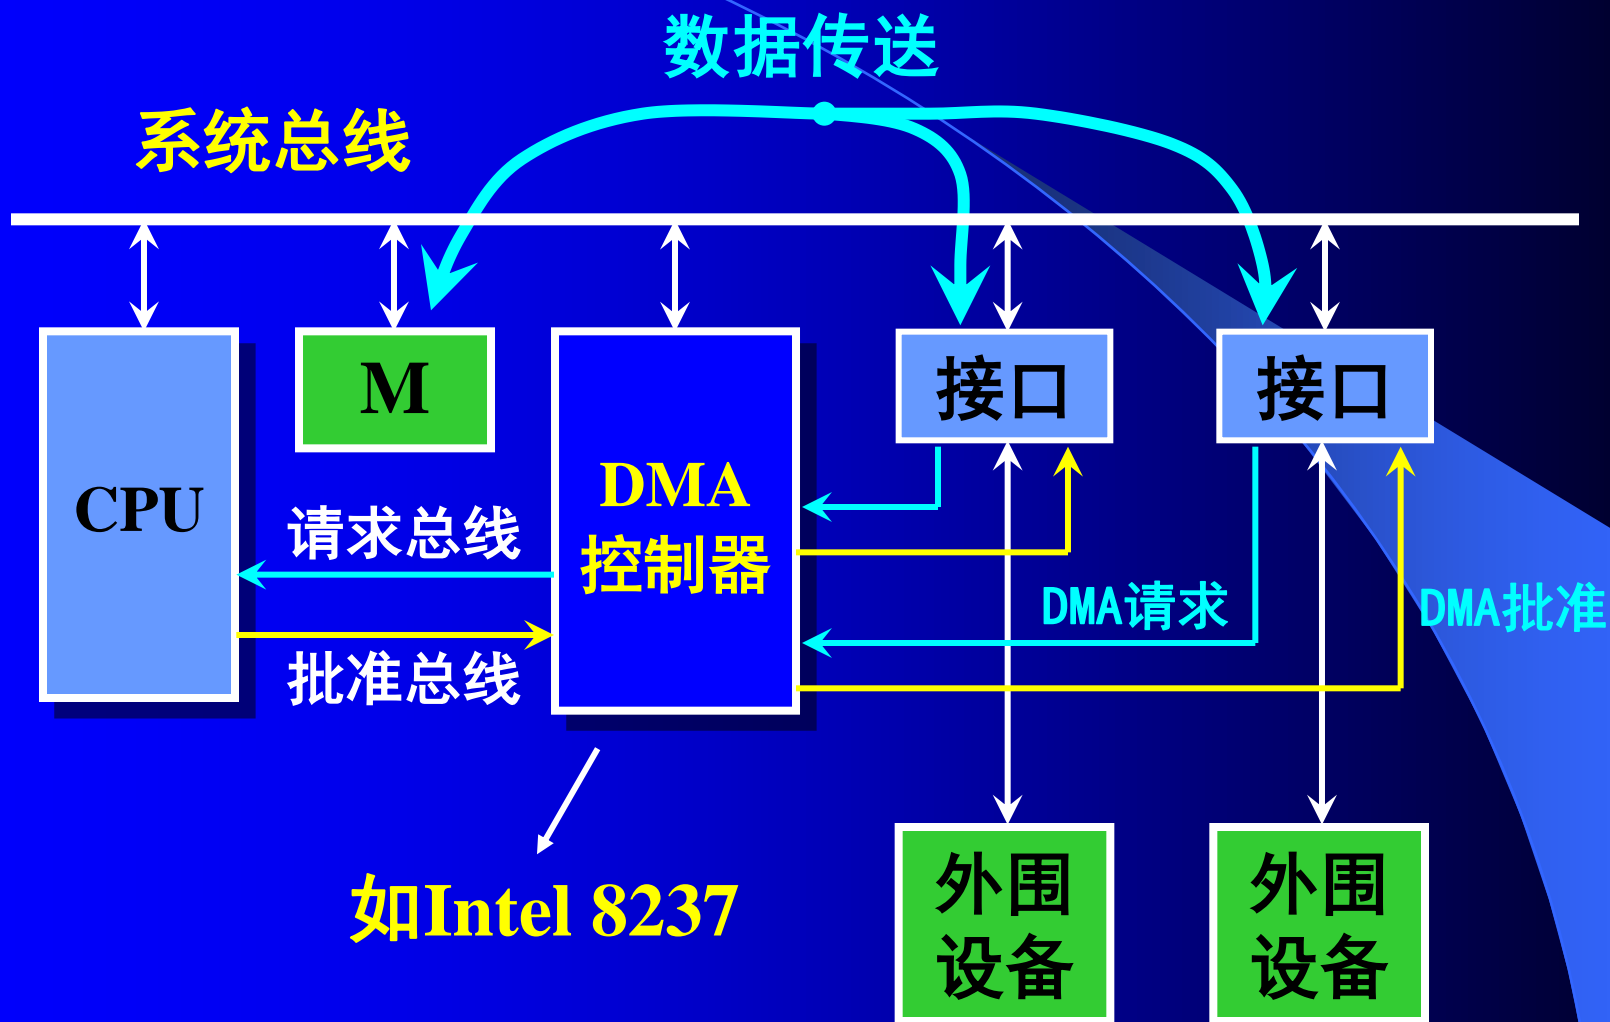 数据传送
系统总线
CPU
M
DMA
控制器
接口
接口
请求总线
批准总线
DMA请求
DMA批准
如Intel 8237
外围
设备
外围
设备